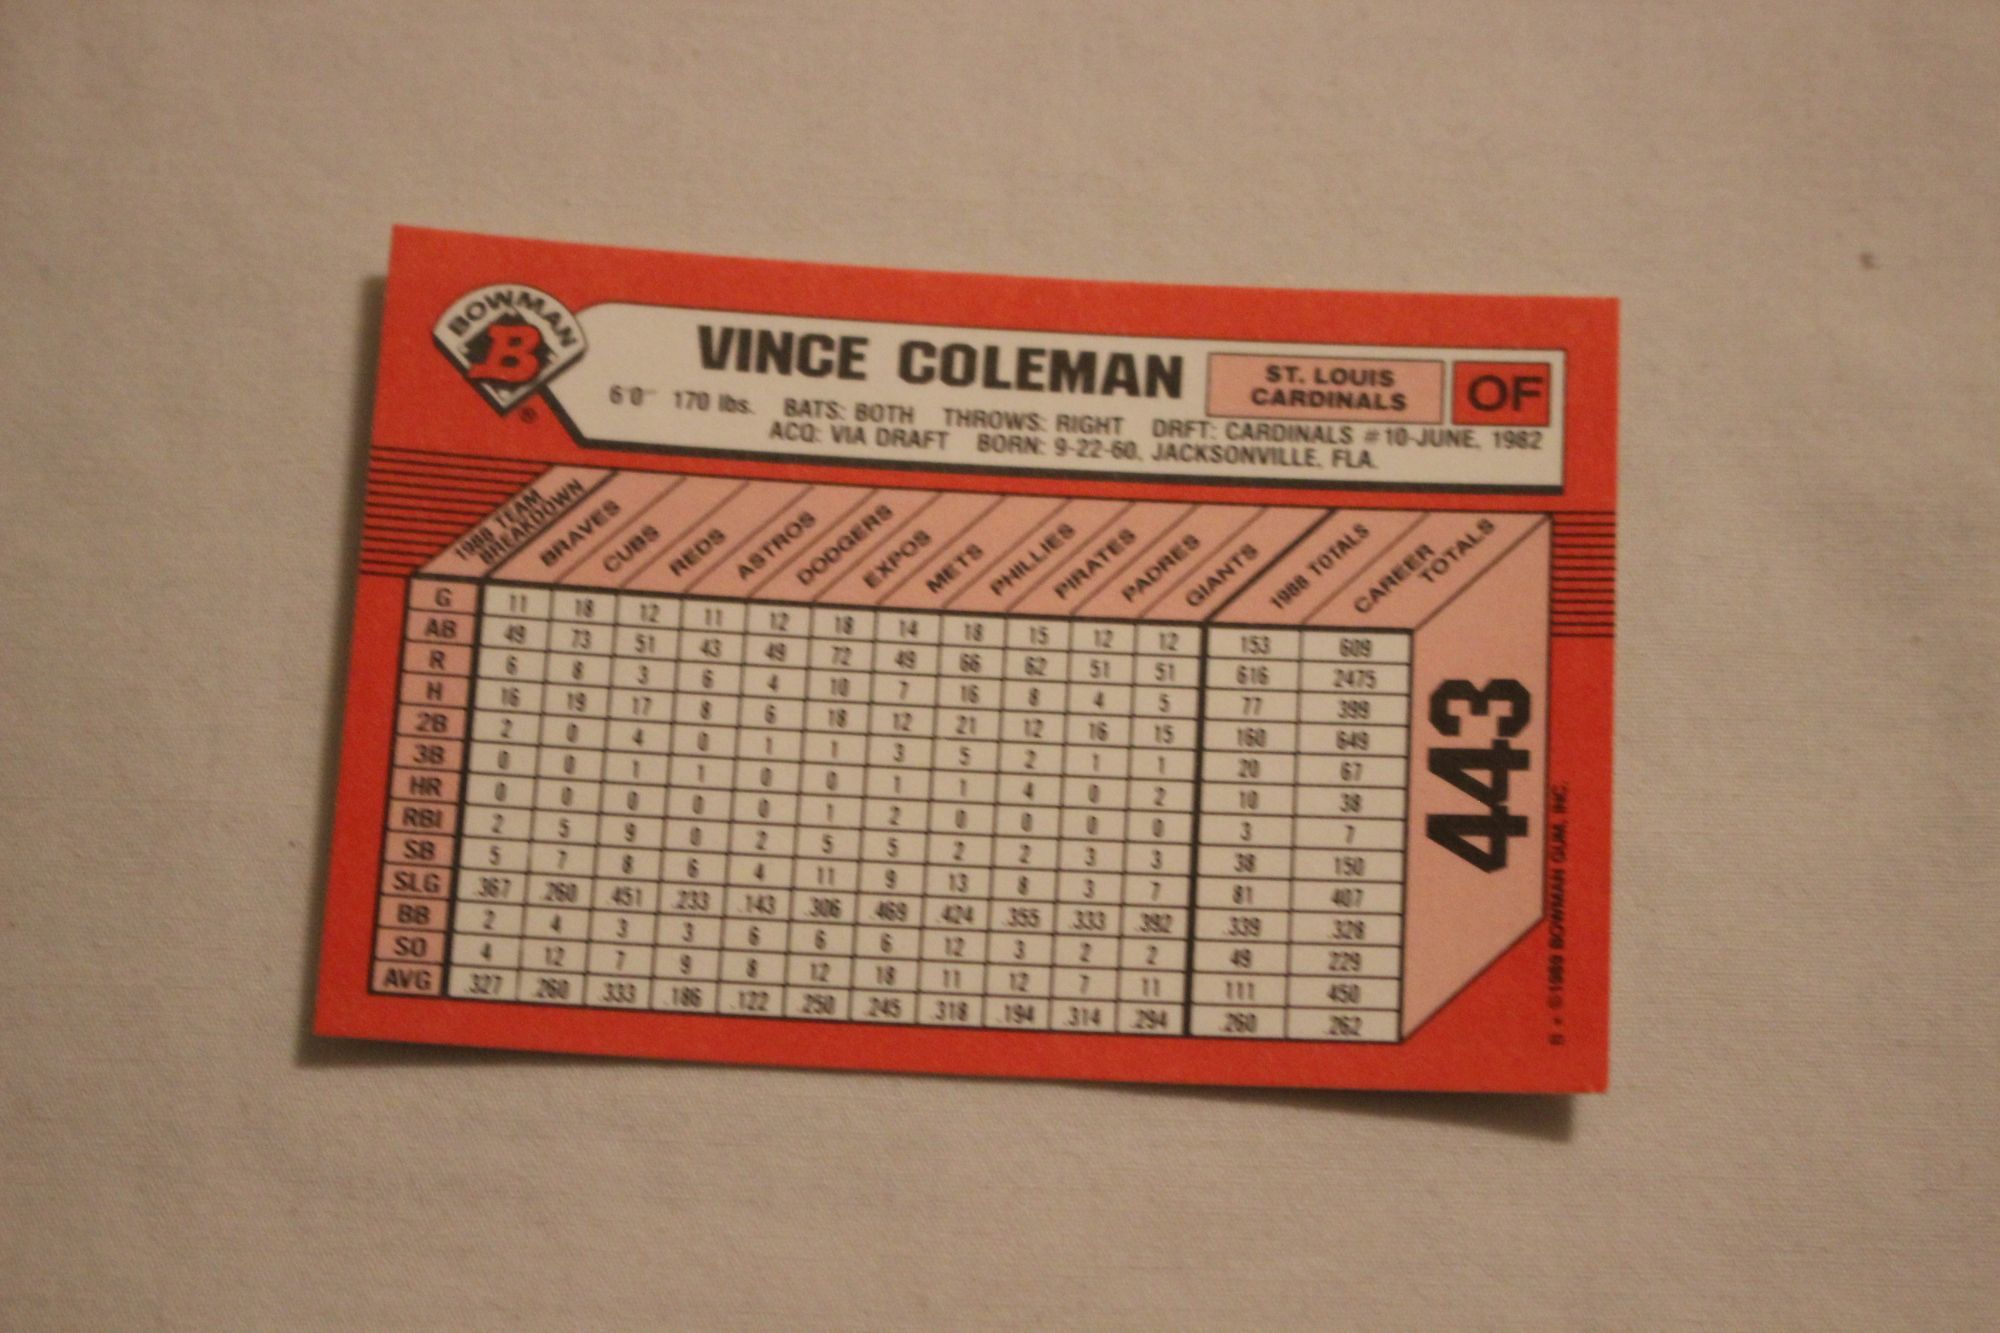 BOWMAN
B
®
VINCE COLEMAN
ST. LOUIS
CARDINALS
OF
6'0" 170 lbs. BATS: BOTH THROWS: RIGHT DRFT: CARDINALS #10-JUNE, 1982
ACQ: VIA DRAFT BORN: 9-22-60, JACKSONVILLE, FLA.
1988 TEAM BREAKDOWN BRAVES CUBS REDS ASTROS DODGERS EXPOS METS PHILLIES PIRATES PADRES GIANTS 1988 TOTALS CAREER TOTALS
G 11 18 12 11 12 18 14 18 15 12 12 153 609
AB 49 73 51 43 49 72 49 66 62 51 51 616 2475
R 6 8 3 6 4 10 7 16 8 4 5 77 399
H 16 19 17 8 6 18 12 21 12 16 15 160 649
2B 2 0 4 0 1 1 3 5 2 1 1 20 67
3B 0 0 1 1 0 0 1 1 4 0 2 10 38
HR 0 0 0 0 0 1 2 0 0 0 0 3 7
RBI 2 5 9 0 2 5 5 2 2 3 3 38 150
SB 5 7 8 6 4 11 9 13 8 3 7 81 407
SLG .367 .260 .451 .233 .143 .306 .469 .424 .355 .333 .392 .339 .328
BB 2 4 3 3 6 6 6 12 3 2 2 49 229
SO 4 12 7 9 8 12 18 11 12 7 11 111 450
AVG .327 .260 .333 .186 .122 .250 .245 .318 .194 .314 .294 .260 .262
443
©1989 BOWMAN GUM, INC.